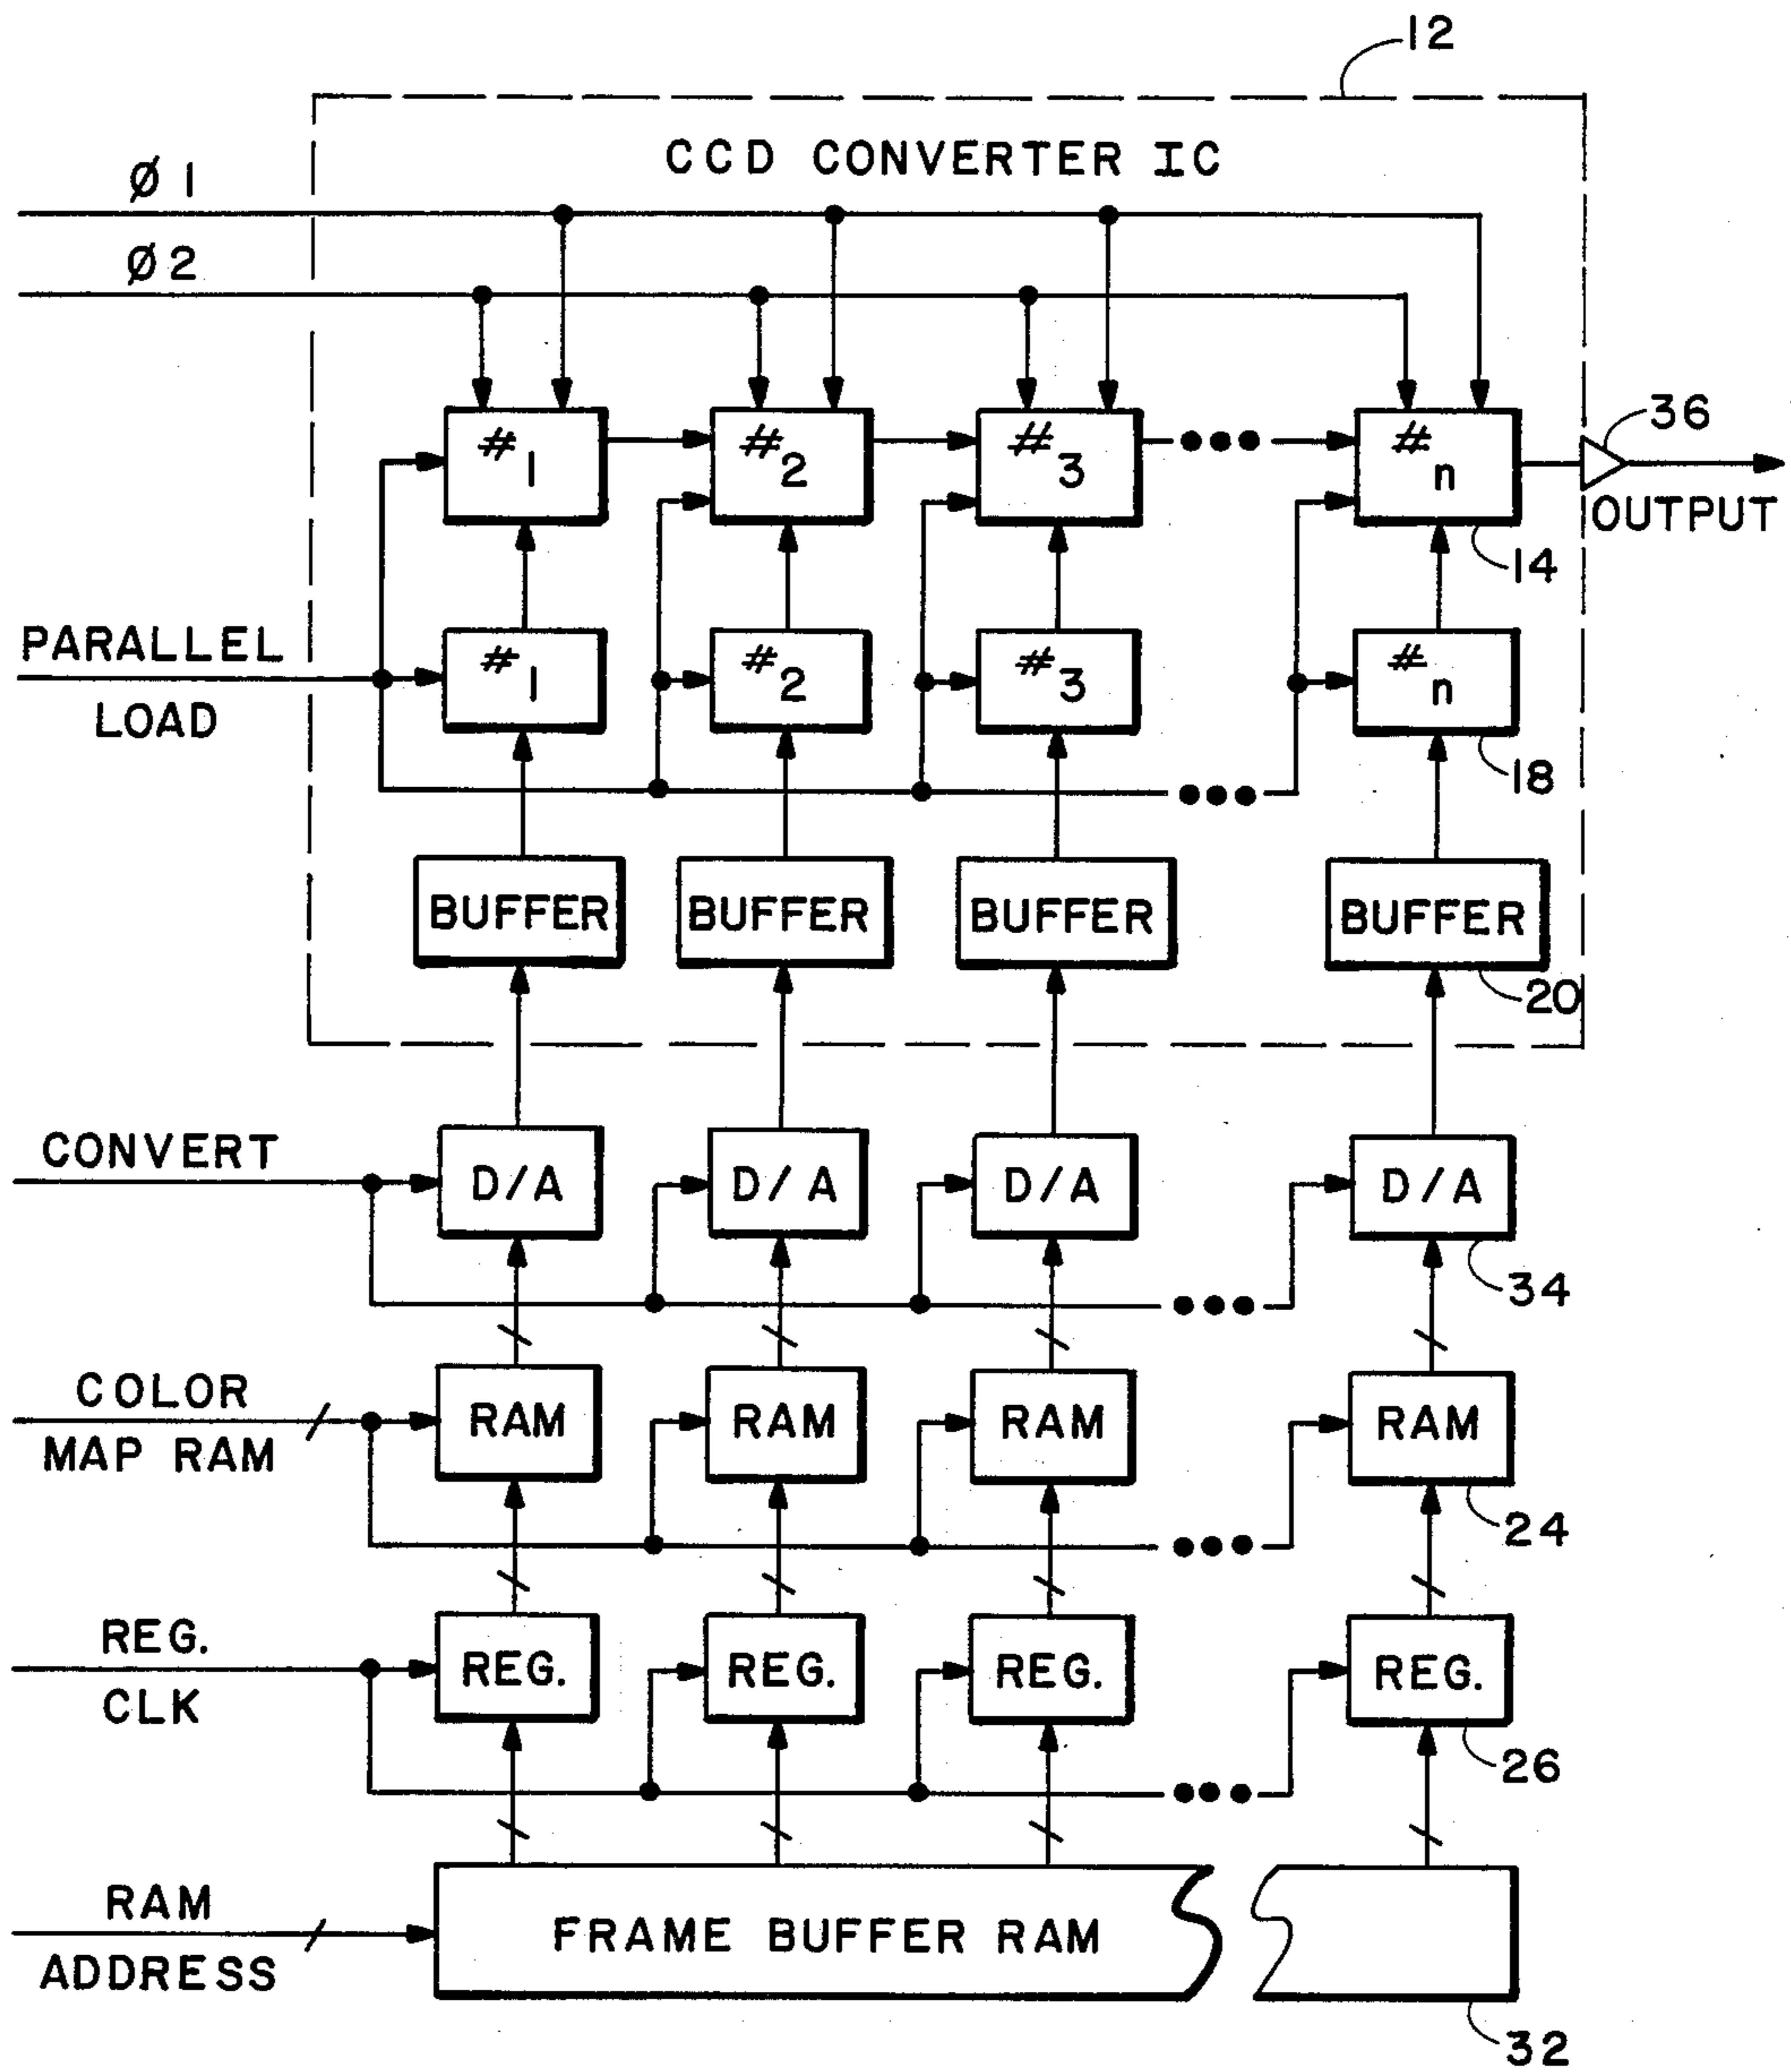 12
CCD CONVERTER IC
Ø1
Ø2
#1 #2 #3 #n
36
OUTPUT
14
PARALLEL
LOAD
#1 #2 #3 #n
18
BUFFER BUFFER BUFFER BUFFER
20
CONVERT
D/A D/A D/A D/A
34
COLOR
MAP RAM
RAM RAM RAM RAM
24
REG.
CLK
REG. REG. REG. REG.
26
RAM
ADDRESS
FRAME BUFFER RAM
32